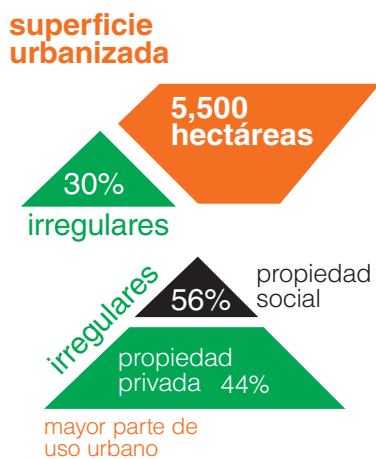 superficie
urbanizada
5,500
hectáreas
30%
irregulares
irregulares
56%
propiedad
social
propiedad
privada 44%
mayor parte de
uso urbano